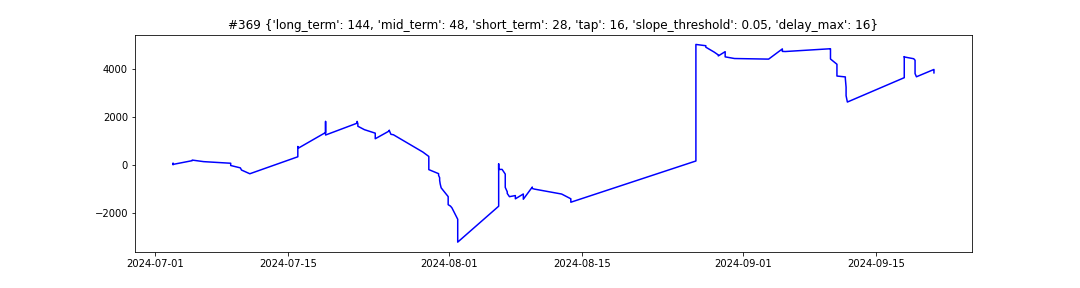 #369 {'long_term': 144, 'mid_term': 48, 'short_term': 28, 'tap': 16, 'slope_threshold': 0.05, 'delay_max': 16}
4000
2000
0
−2000
2024-07-01 2024-07-15 2024-08-01 2024-08-15 2024-09-01 2024-09-15